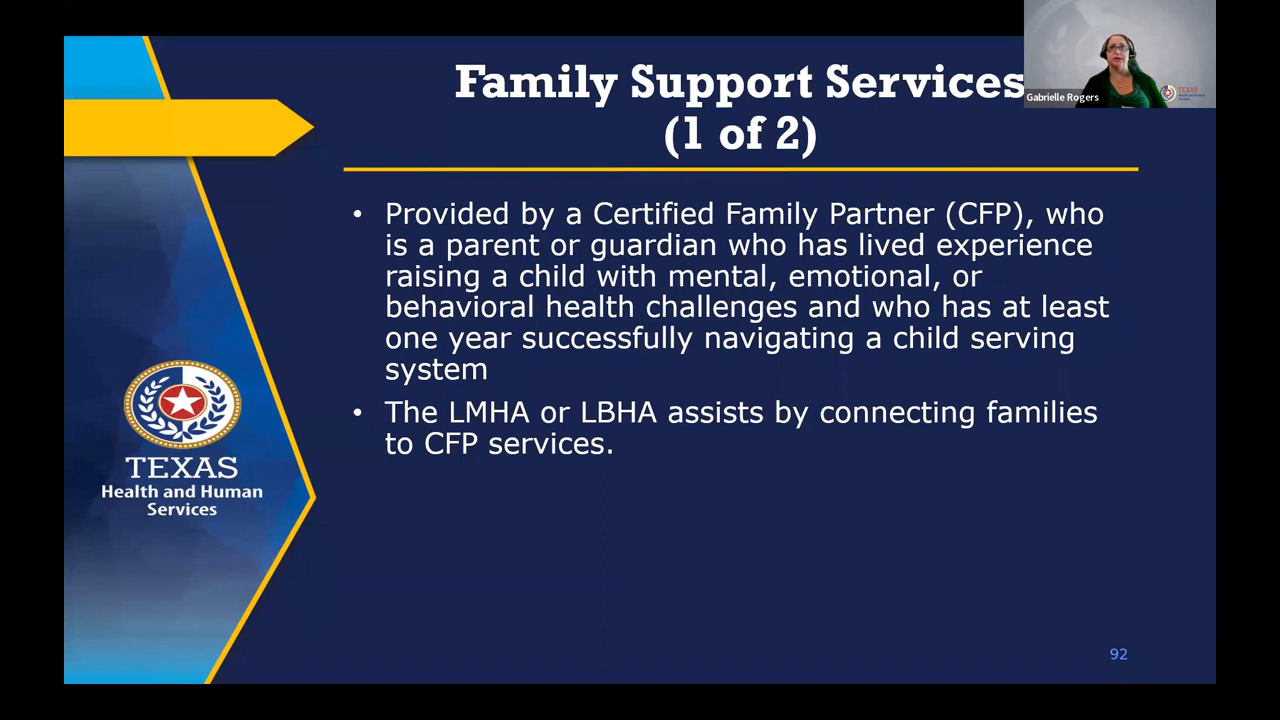 Family Support Services
(1 of 2)
Gabrielle Rogers
TEXAS
• Provided by a Certified Family Partner (CFP), who
is a parent or guardian who has lived experience
raising a child with mental, emotional, or
behavioral health challenges and who has at least
one year successfully navigating a child serving
system
• The LMHA or LBHA assists by connecting families
to CFP services.
TEXAS
Health and Human
Services
92